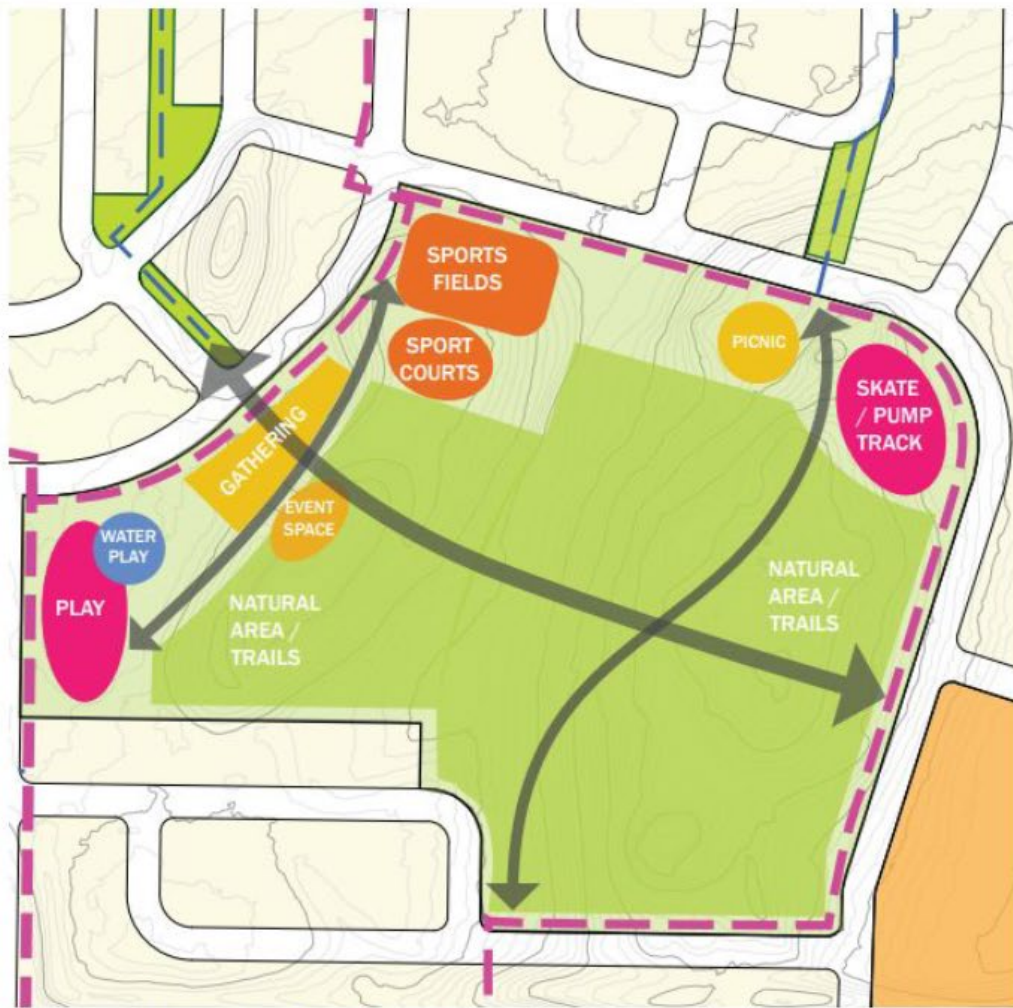 SPORTS
FIELDS
SPORT
COURTS
PICNIC
SKATE
/ PUMP
TRACK
GATHERING
EVENT
SPACE
WATER
PLAY
PLAY
NATURAL
AREA /
TRAILS
NATURAL
AREA /
TRAILS